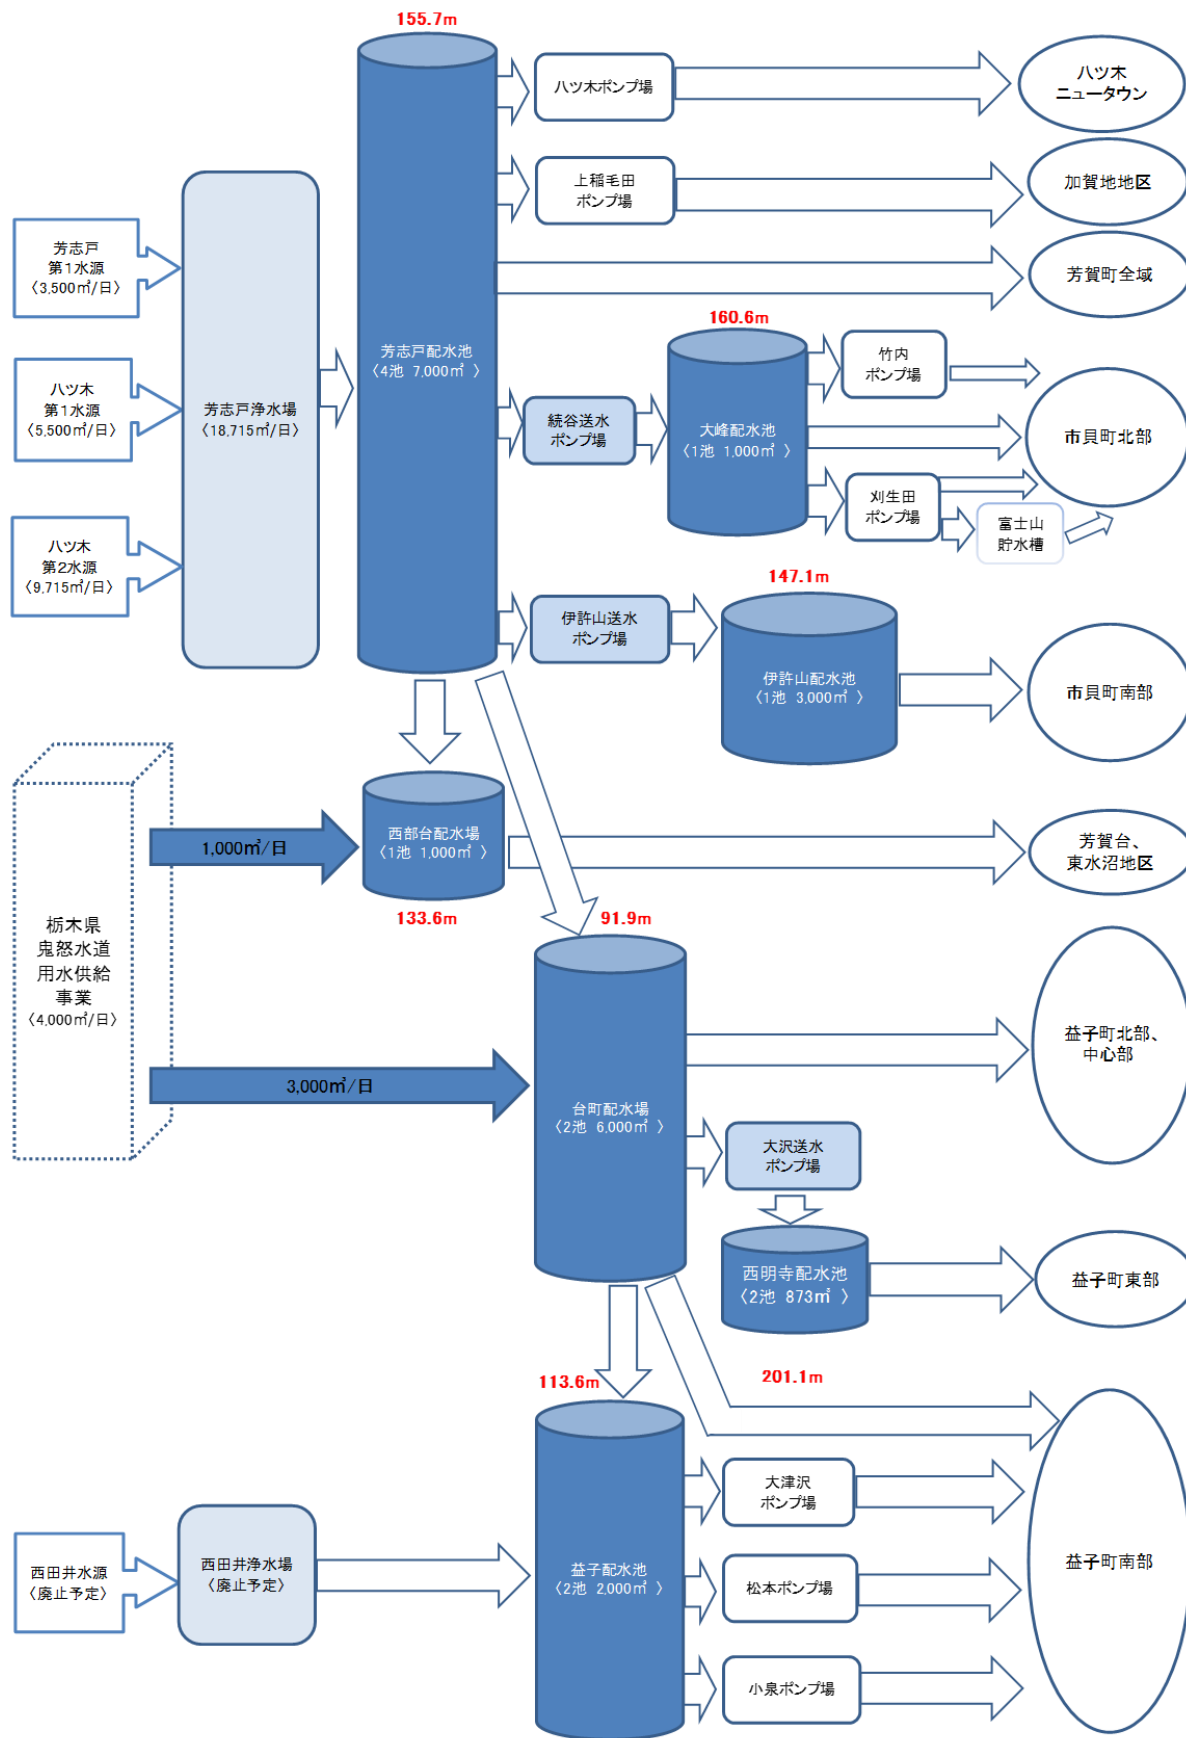 155.7m
八ツ木ポンプ場
八ツ木
ニュータウン
上稲毛田
ポンプ場
加賀地地区
芳志戸
第1水源
〈3,500㎥/日〉
芳賀町全域
160.6m
芳志戸配水池
〈4池 7,000㎥ 〉
竹内
ポンプ場
八ツ木
第1水源
〈5,500㎥/日〉
芳志戸浄水場
〈18,715㎥/日〉
続谷送水
ポンプ場
大峰配水池
〈1池 1,000㎥ 〉
市貝町北部
刈生田
ポンプ場
富士山
貯水槽
八ツ木
第2水源
〈9,715㎥/日〉
147.1m
伊許山送水
ポンプ場
伊許山配水池
〈1池 3,000㎥ 〉
市貝町南部
1,000㎥/日
西部台配水場
〈1池 1,000㎥ 〉
芳賀台、
東水沼地区
133.6m
91.9m
栃木県
鬼怒水道
用水供給
事業
〈4,000㎥/日〉
益子町北部、
中心部
3,000㎥/日
台町配水場
〈2池 6,000㎥ 〉
大沢送水
ポンプ場
西明寺配水池
〈2池 873㎥ 〉
益子町東部
113.6m
201.1m
大津沢
ポンプ場
西田井水源
〈廃止予定〉
西田井浄水場
〈廃止予定〉
益子配水池
〈2池 2,000㎥ 〉
松本ポンプ場
益子町南部
小泉ポンプ場